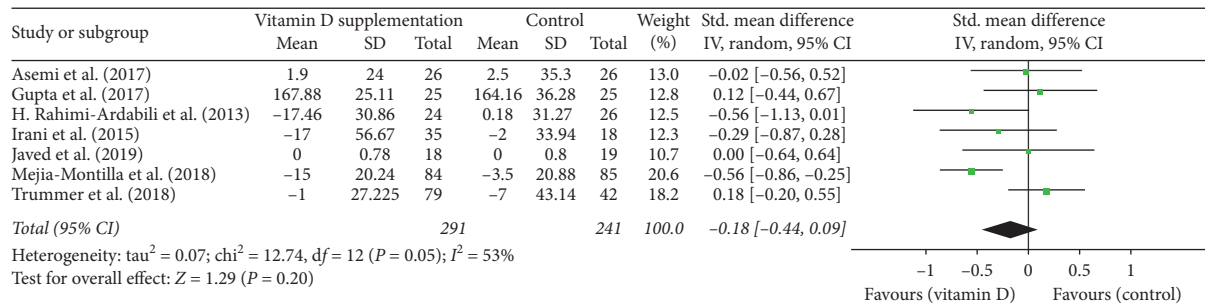 Study or subgroup Vitamin D supplementation Control Weight (%) Std. mean difference IV, random, 95% CI Std. mean difference IV, random, 95% CI
Mean SD Total Mean SD Total
Asemi et al. (2017) 1.9 24 26 2.5 35.3 26 13.0 −0.02 [−0.56, 0.52]
Gupta et al. (2017) 167.88 25.11 25 164.16 36.28 25 12.8 0.12 [−0.44, 0.67]
H. Rahimi-Ardabili et al. (2013) −17.46 30.86 24 0.18 31.27 26 12.5 −0.56 [−1.13, 0.01]
Irani et al. (2015) −17 56.67 35 −2 33.94 18 12.3 −0.29 [−0.87, 0.28]
Javed et al. (2019) 0 0.78 18 0 0.8 19 10.7 0.00 [−0.64, 0.64]
Mejia-Montilla et al. (2018) −15 20.24 84 −3.5 20.88 85 20.6 −0.56 [−0.86, −0.25]
Trummer et al. (2018) −1 27.225 79 −7 43.14 42 18.2 0.18 [−0.20, 0.55]
Total (95% CI) 291 241 100.0 −0.18 [−0.44, 0.09]
Heterogeneity: tau² = 0.07; chi² = 12.74, df = 12 (P = 0.05); I² = 53%
Test for overall effect: Z = 1.29 (P = 0.20)
−1 −0.5 0 0.5 1
Favours (vitamin D) Favours (control)